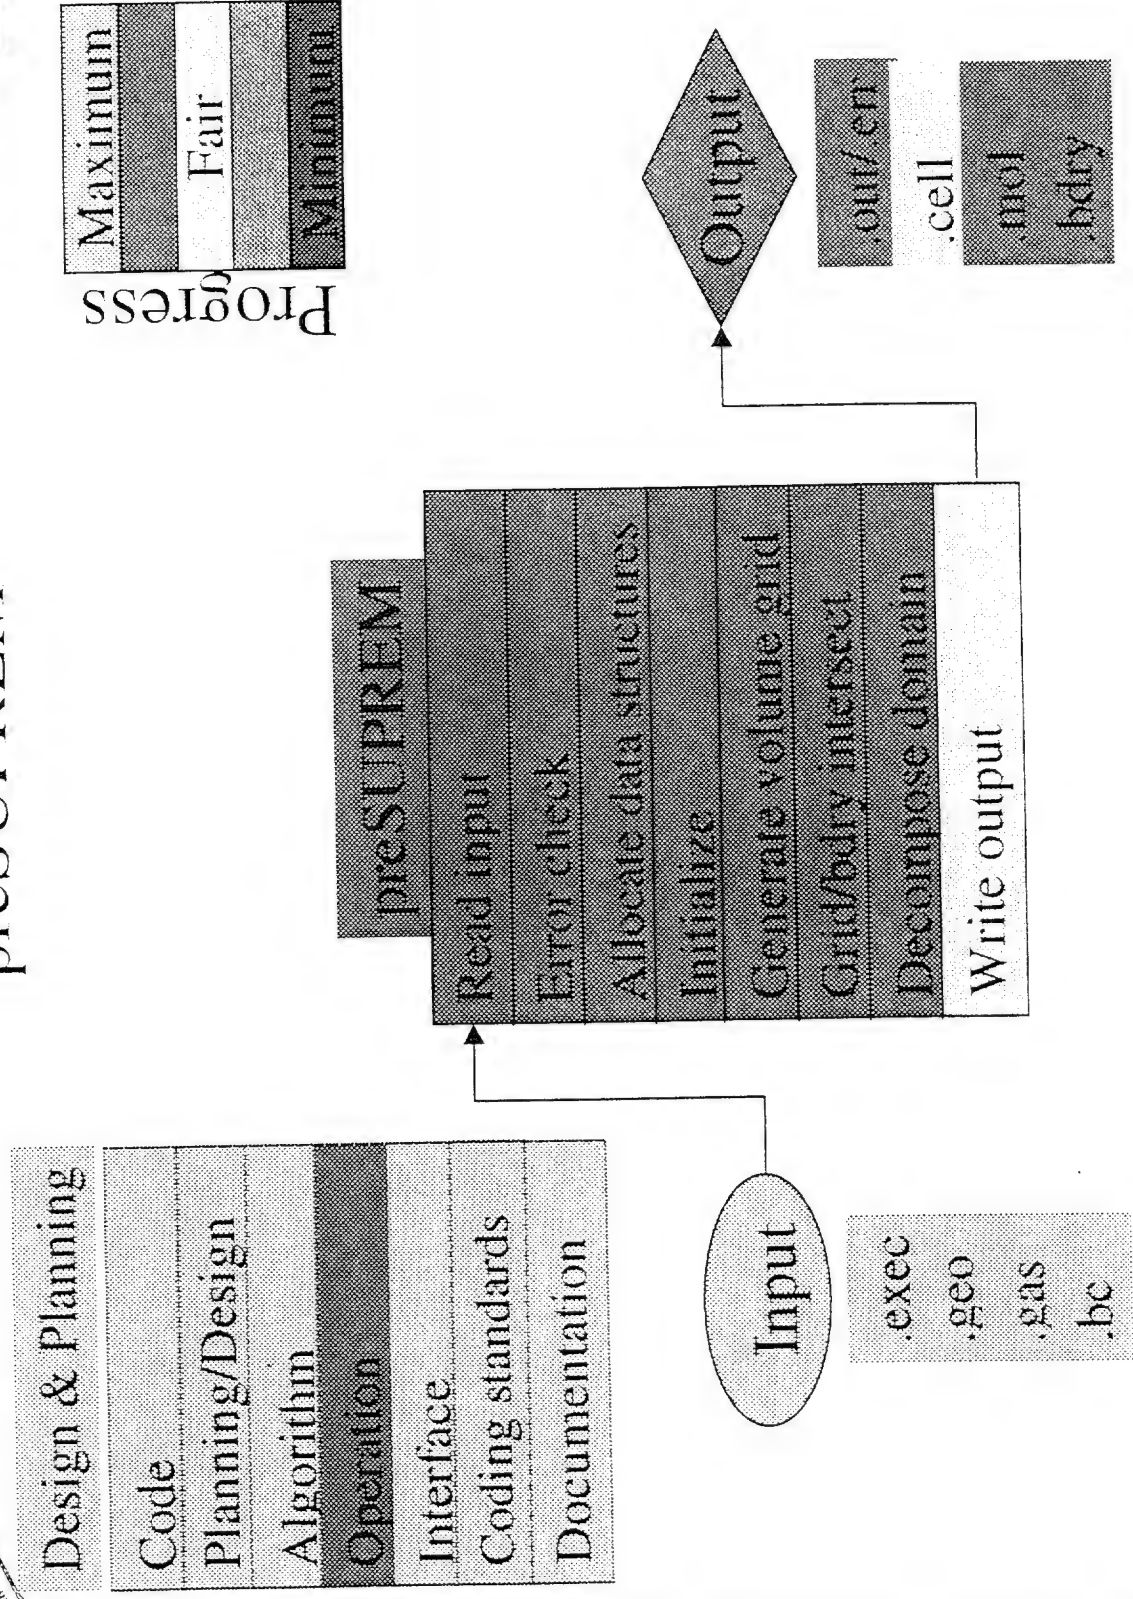 preSUPREM
Design & Planning
Code
Planning/Design
Algorithm
Operation
Interface
Coding standards
Documentation
Input
.exec
.geo
.gas
.bc
preSUPREM
Read input
Error check
Allocate data structures
Initialize
Generate volume grid
Grid/bdry intersect
Decompose domain
Write output
Progress
Maximum
Fair
Minimum
Output
.out/.err
.cell
.mol
.bdry